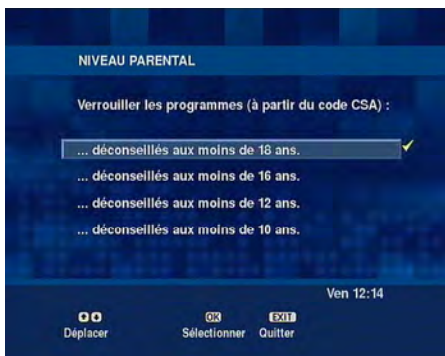 NIVEAU PARENTAL
Verrouiller les programmes (à partir du code CSA) :
... déconseillés aux moins de 18 ans.
... déconseillés aux moins de 16 ans.
... déconseillés aux moins de 12 ans.
... déconseillés aux moins de 10 ans.
Ven 12:14
OK EXIT
Déplacer Sélectionner Quitter